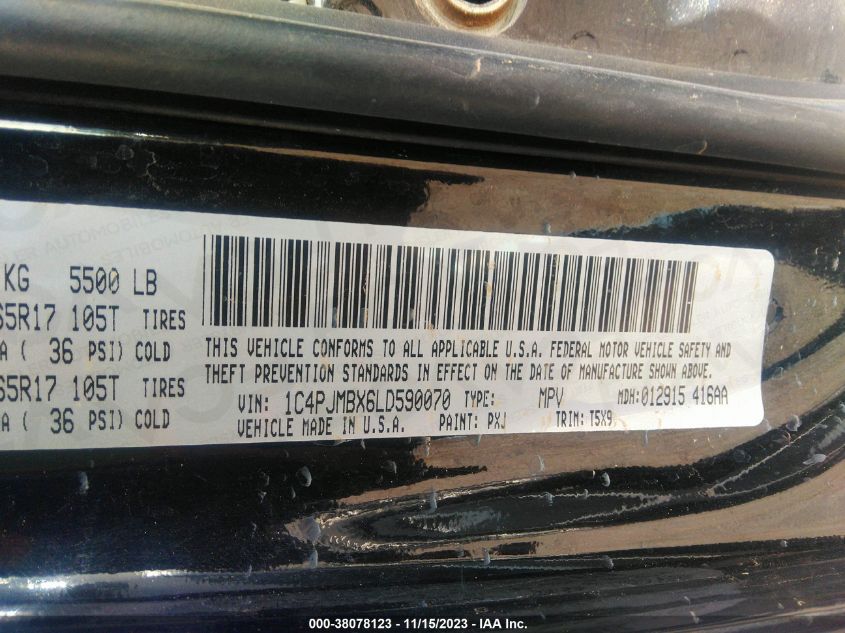 KG 5500 LB
65R17 105T TIRES
A ( 36 PSI) COLD
65R17 105T TIRES
A ( 36 PSI) COLD
THIS VEHICLE CONFORMS TO ALL APPLICABLE U.S.A. FEDERAL MOTOR VEHICLE SAFETY AND
THEFT PREVENTION STANDARDS IN EFFECT ON THE DATE OF MANUFACTURE SHOWN ABOVE.
VIN: 1C4PJMBX6LD590070 TYPE: MPV MDH:012915 416AA
VEHICLE MADE IN U.S.A. PAINT: PXJ TRIM: T5X9
000-38078123 - 11/15/2023 - IAA Inc.